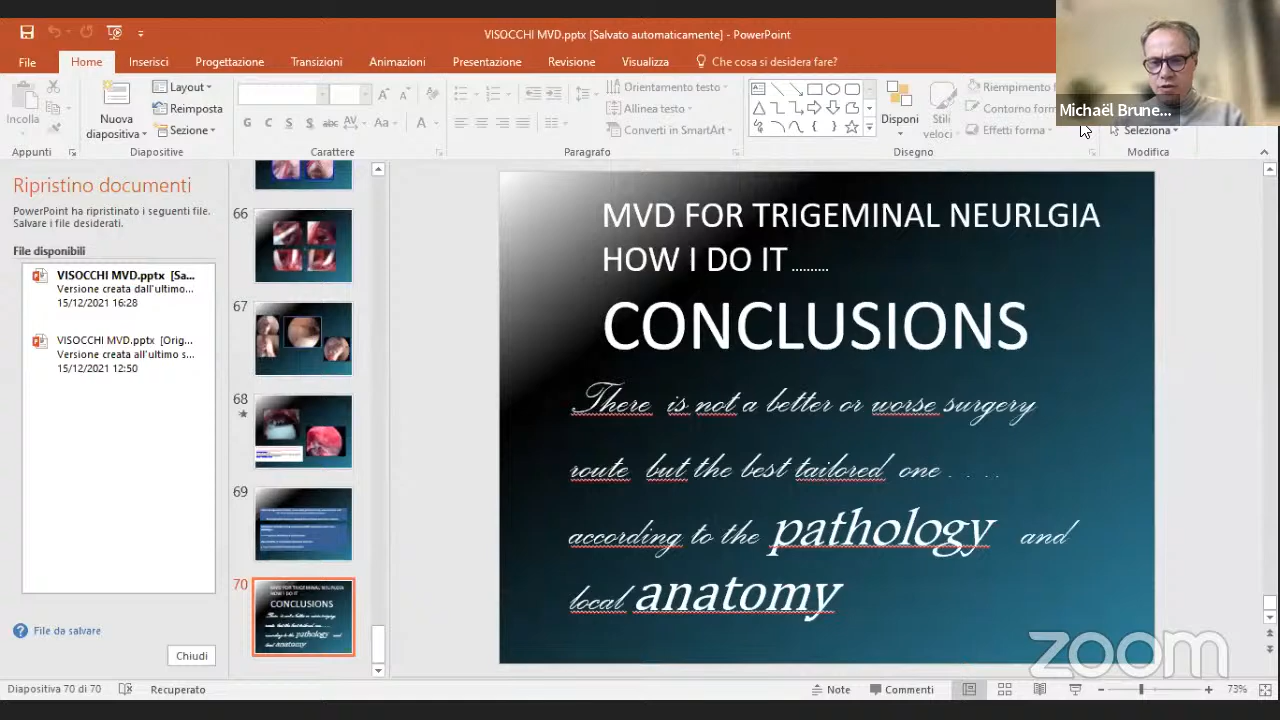 VISOCCHI MVD.pptx [Salvato automaticamente] - PowerPoint
File Home Inserisci Progettazione Transizioni Animazioni Presentazione Revisione Visualizza Che cosa si desidera fare?
Incolla
Appunti
Nuova
diapositiva
Layout
Reimposta
Sezione
Diapositive
G C S S abc AV Aa A
Carattere
Orientamento testo
Allinea testo
Converti in SmartArt
Paragrafo
Disponi
Stili
veloci
Riempimento
Contorno forma
Effetti forma
Disegno
Seleziona
Modifica
Michaël Brune...
Ripristino documenti
PowerPoint ha ripristinato i seguenti file.
Salvare i file desiderati.
File disponibili
VISOCCHI MVD.pptx [Sa...
Versione creata dall'ultimo...
15/12/2021 16:28
VISOCCHI MVD.pptx [Orig...
Versione creata all'ultimo s...
15/12/2021 12:50
File da salvare
Chiudi
66
67
68
69
70
MVD FOR TRIGEMINAL NEURLGIA
HOW I DO IT .........
CONCLUSIONS
There is not a better or worse surgery
route but the best tailored one . . . .
according to the pathology and
local anatomy
zoom
Diapositiva 70 di 70 Recuperato Note Commenti 73%